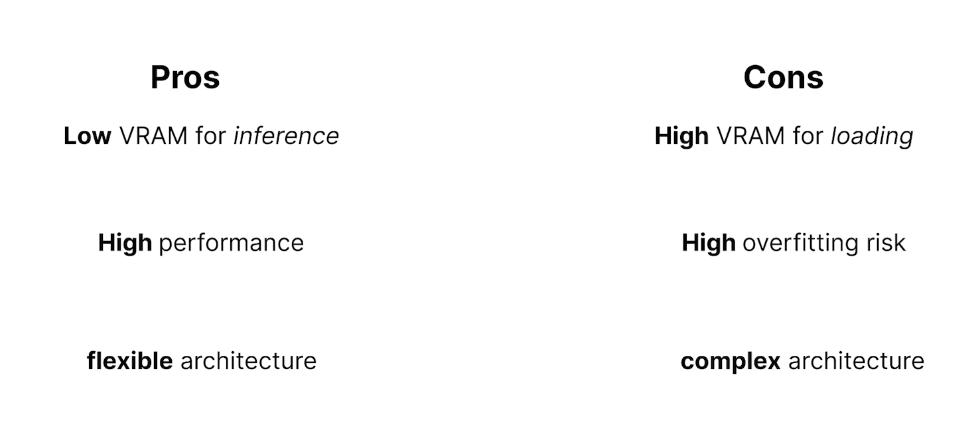 Pros
Cons
Low VRAM for inference
High VRAM for loading
High performance
High overfitting risk
flexible architecture
complex architecture